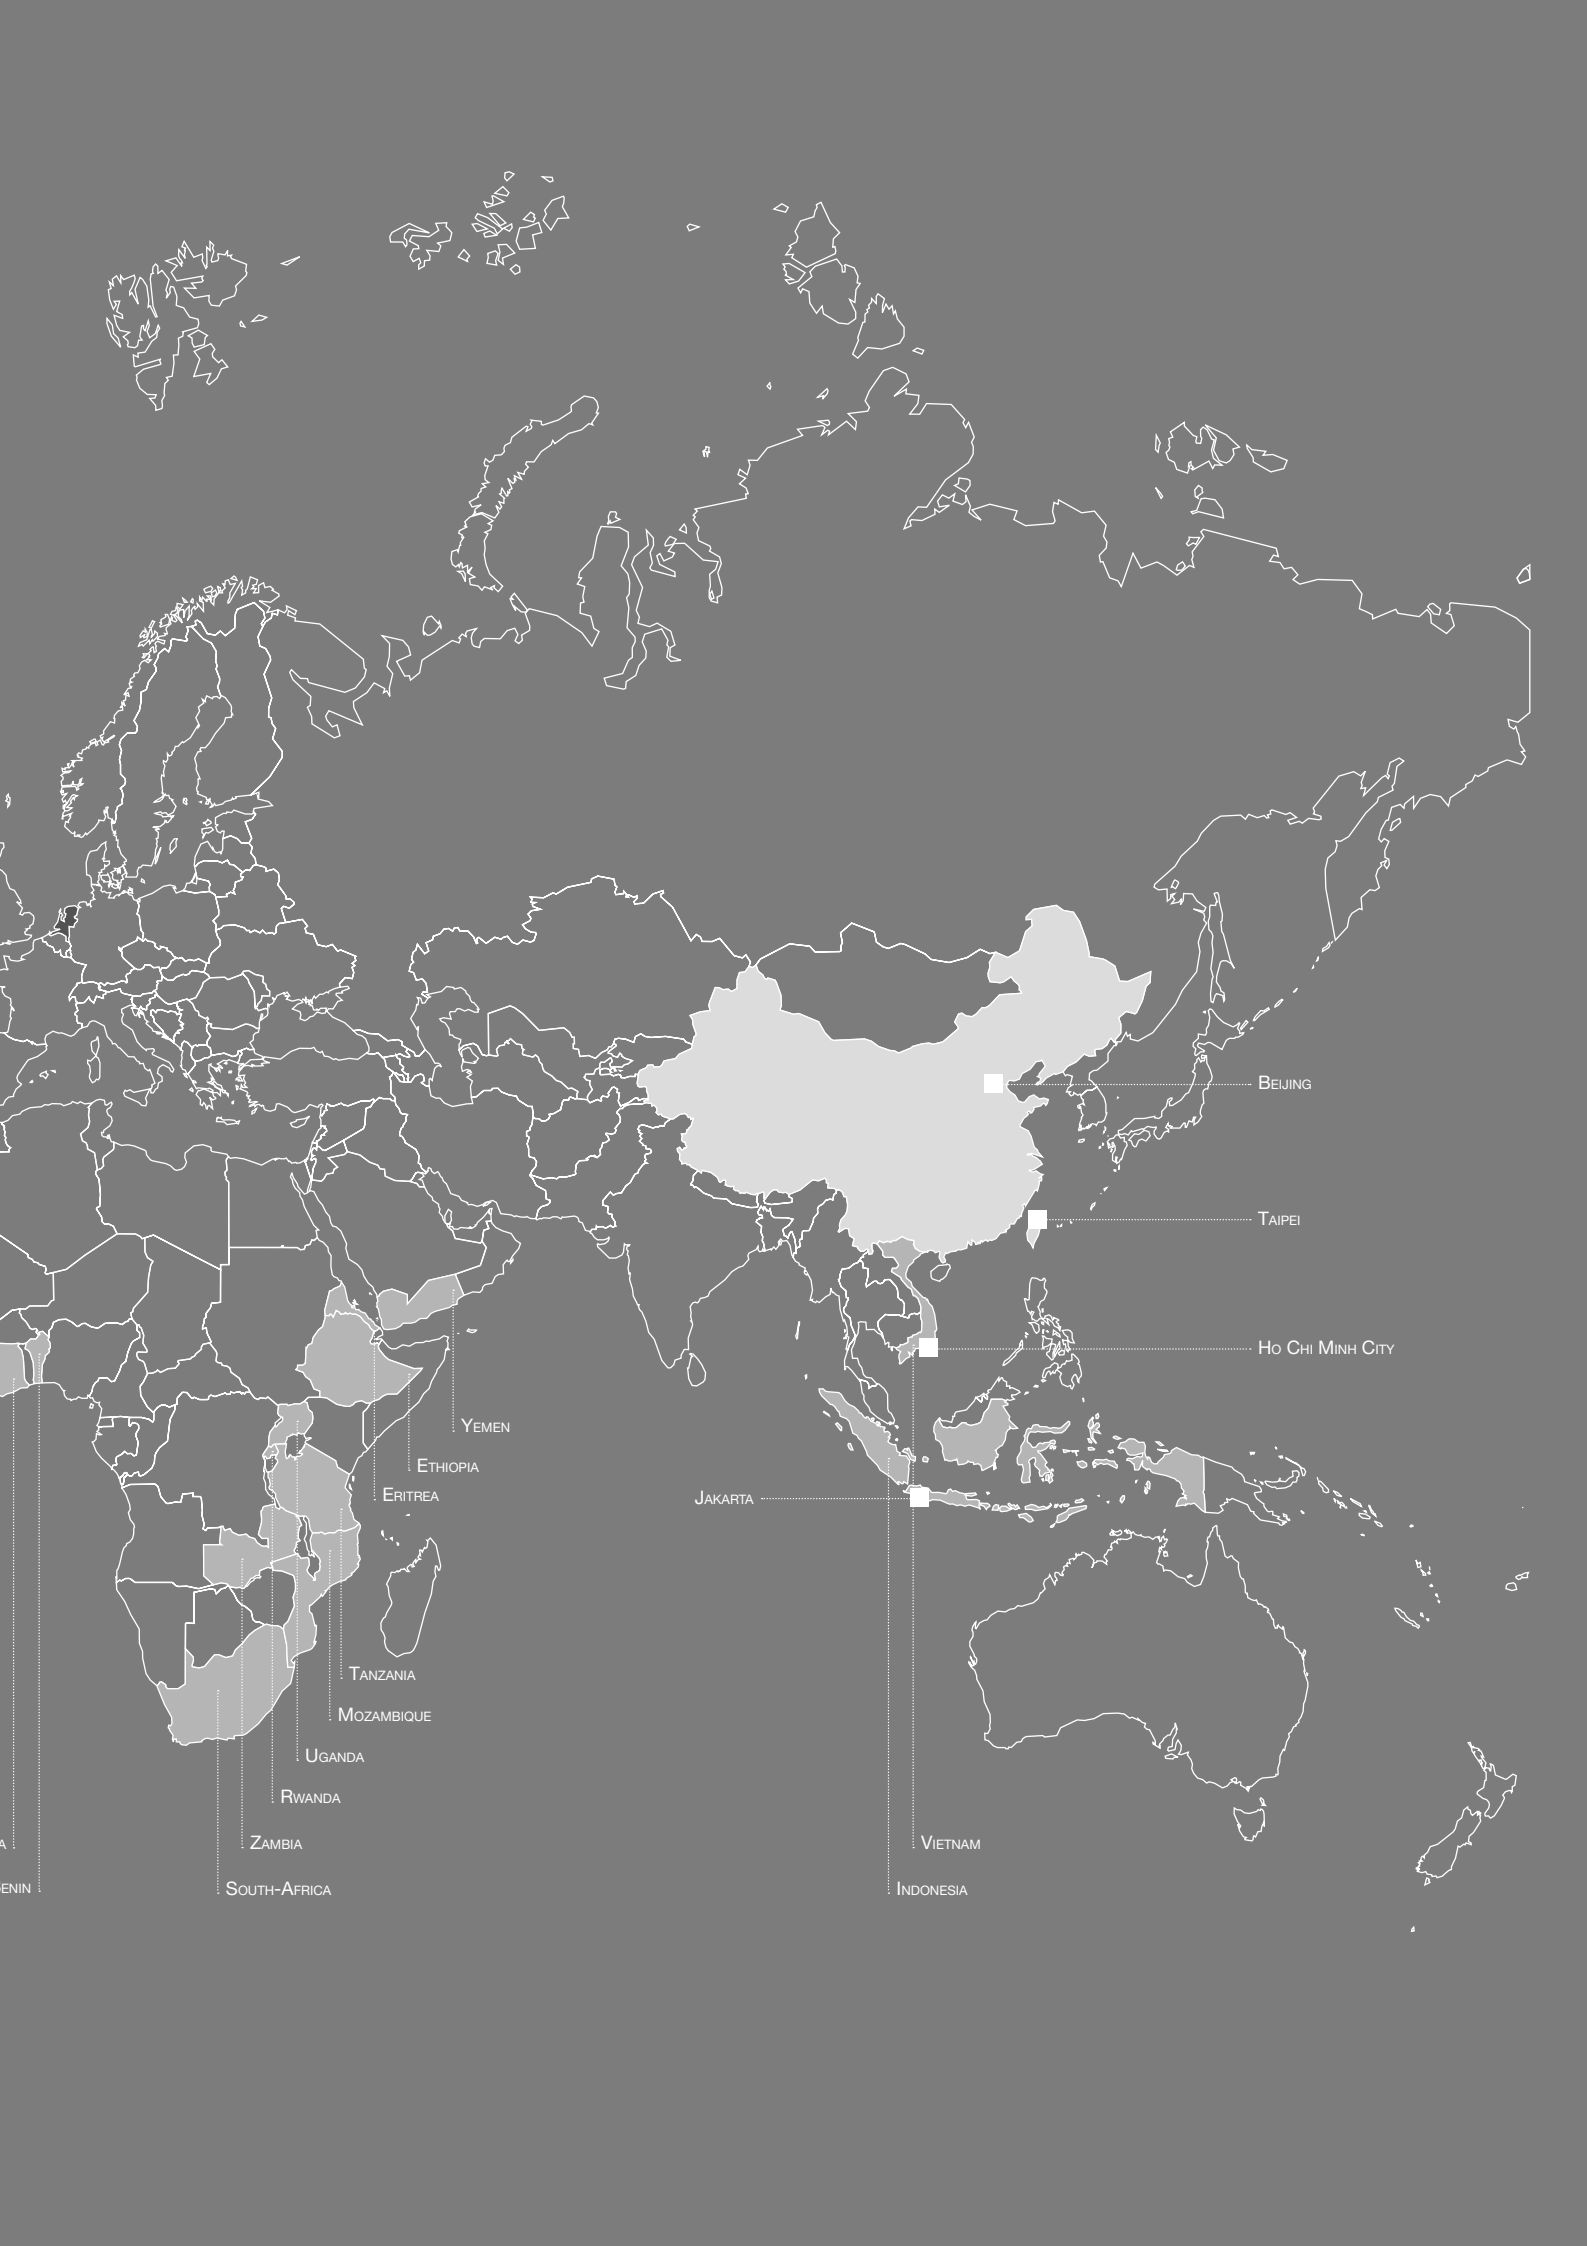 Beijing
Taipei
Ho Chi Minh City
Yemen
Ethiopia
Eritrea
Jakarta
Tanzania
Mozambique
Uganda
Rwanda
a
Zambia
Vietnam
enin
South-Africa
Indonesia